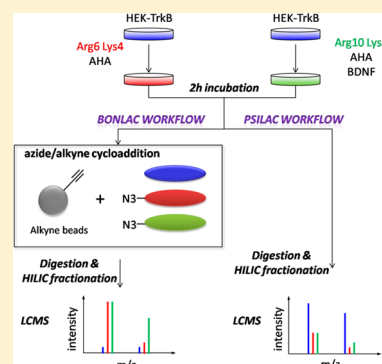 HEK-TrkB
HEK-TrkB
Arg6 Lys4
AHA
Arg10 Lys
AHA
BDNF
2h incubation
BONLAC WORKFLOW
PSILAC WORKFLOW
azide/alkyne cycloaddition
+
N3
N3
Alkyne beads
Digestion &
HILIC fractionation
Digestion &
HILIC fractionation
LCMS
intensity
LCMS
intensity